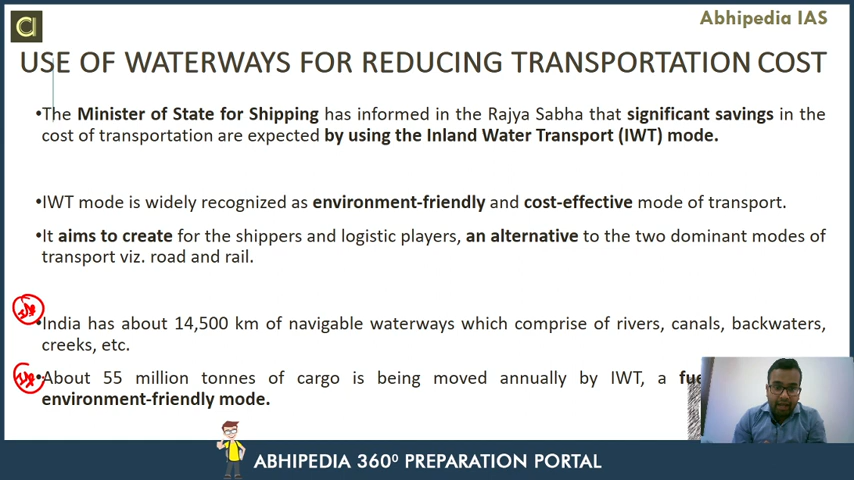 Abhipedia IAS
USE OF WATERWAYS FOR REDUCING TRANSPORTATION COST
•The Minister of State for Shipping has informed in the Rajya Sabha that significant savings in the
cost of transportation are expected by using the Inland Water Transport (IWT) mode.
•IWT mode is widely recognized as environment-friendly and cost-effective mode of transport.
•It aims to create for the shippers and logistic players, an alternative to the two dominant modes of
transport viz. road and rail.
•India has about 14,500 km of navigable waterways which comprise of rivers, canals, backwaters,
creeks, etc.
•About 55 million tonnes of cargo is being moved annually by IWT, a
environment-friendly mode.
ABHIPEDIA 360⁰ PREPARATION PORTAL